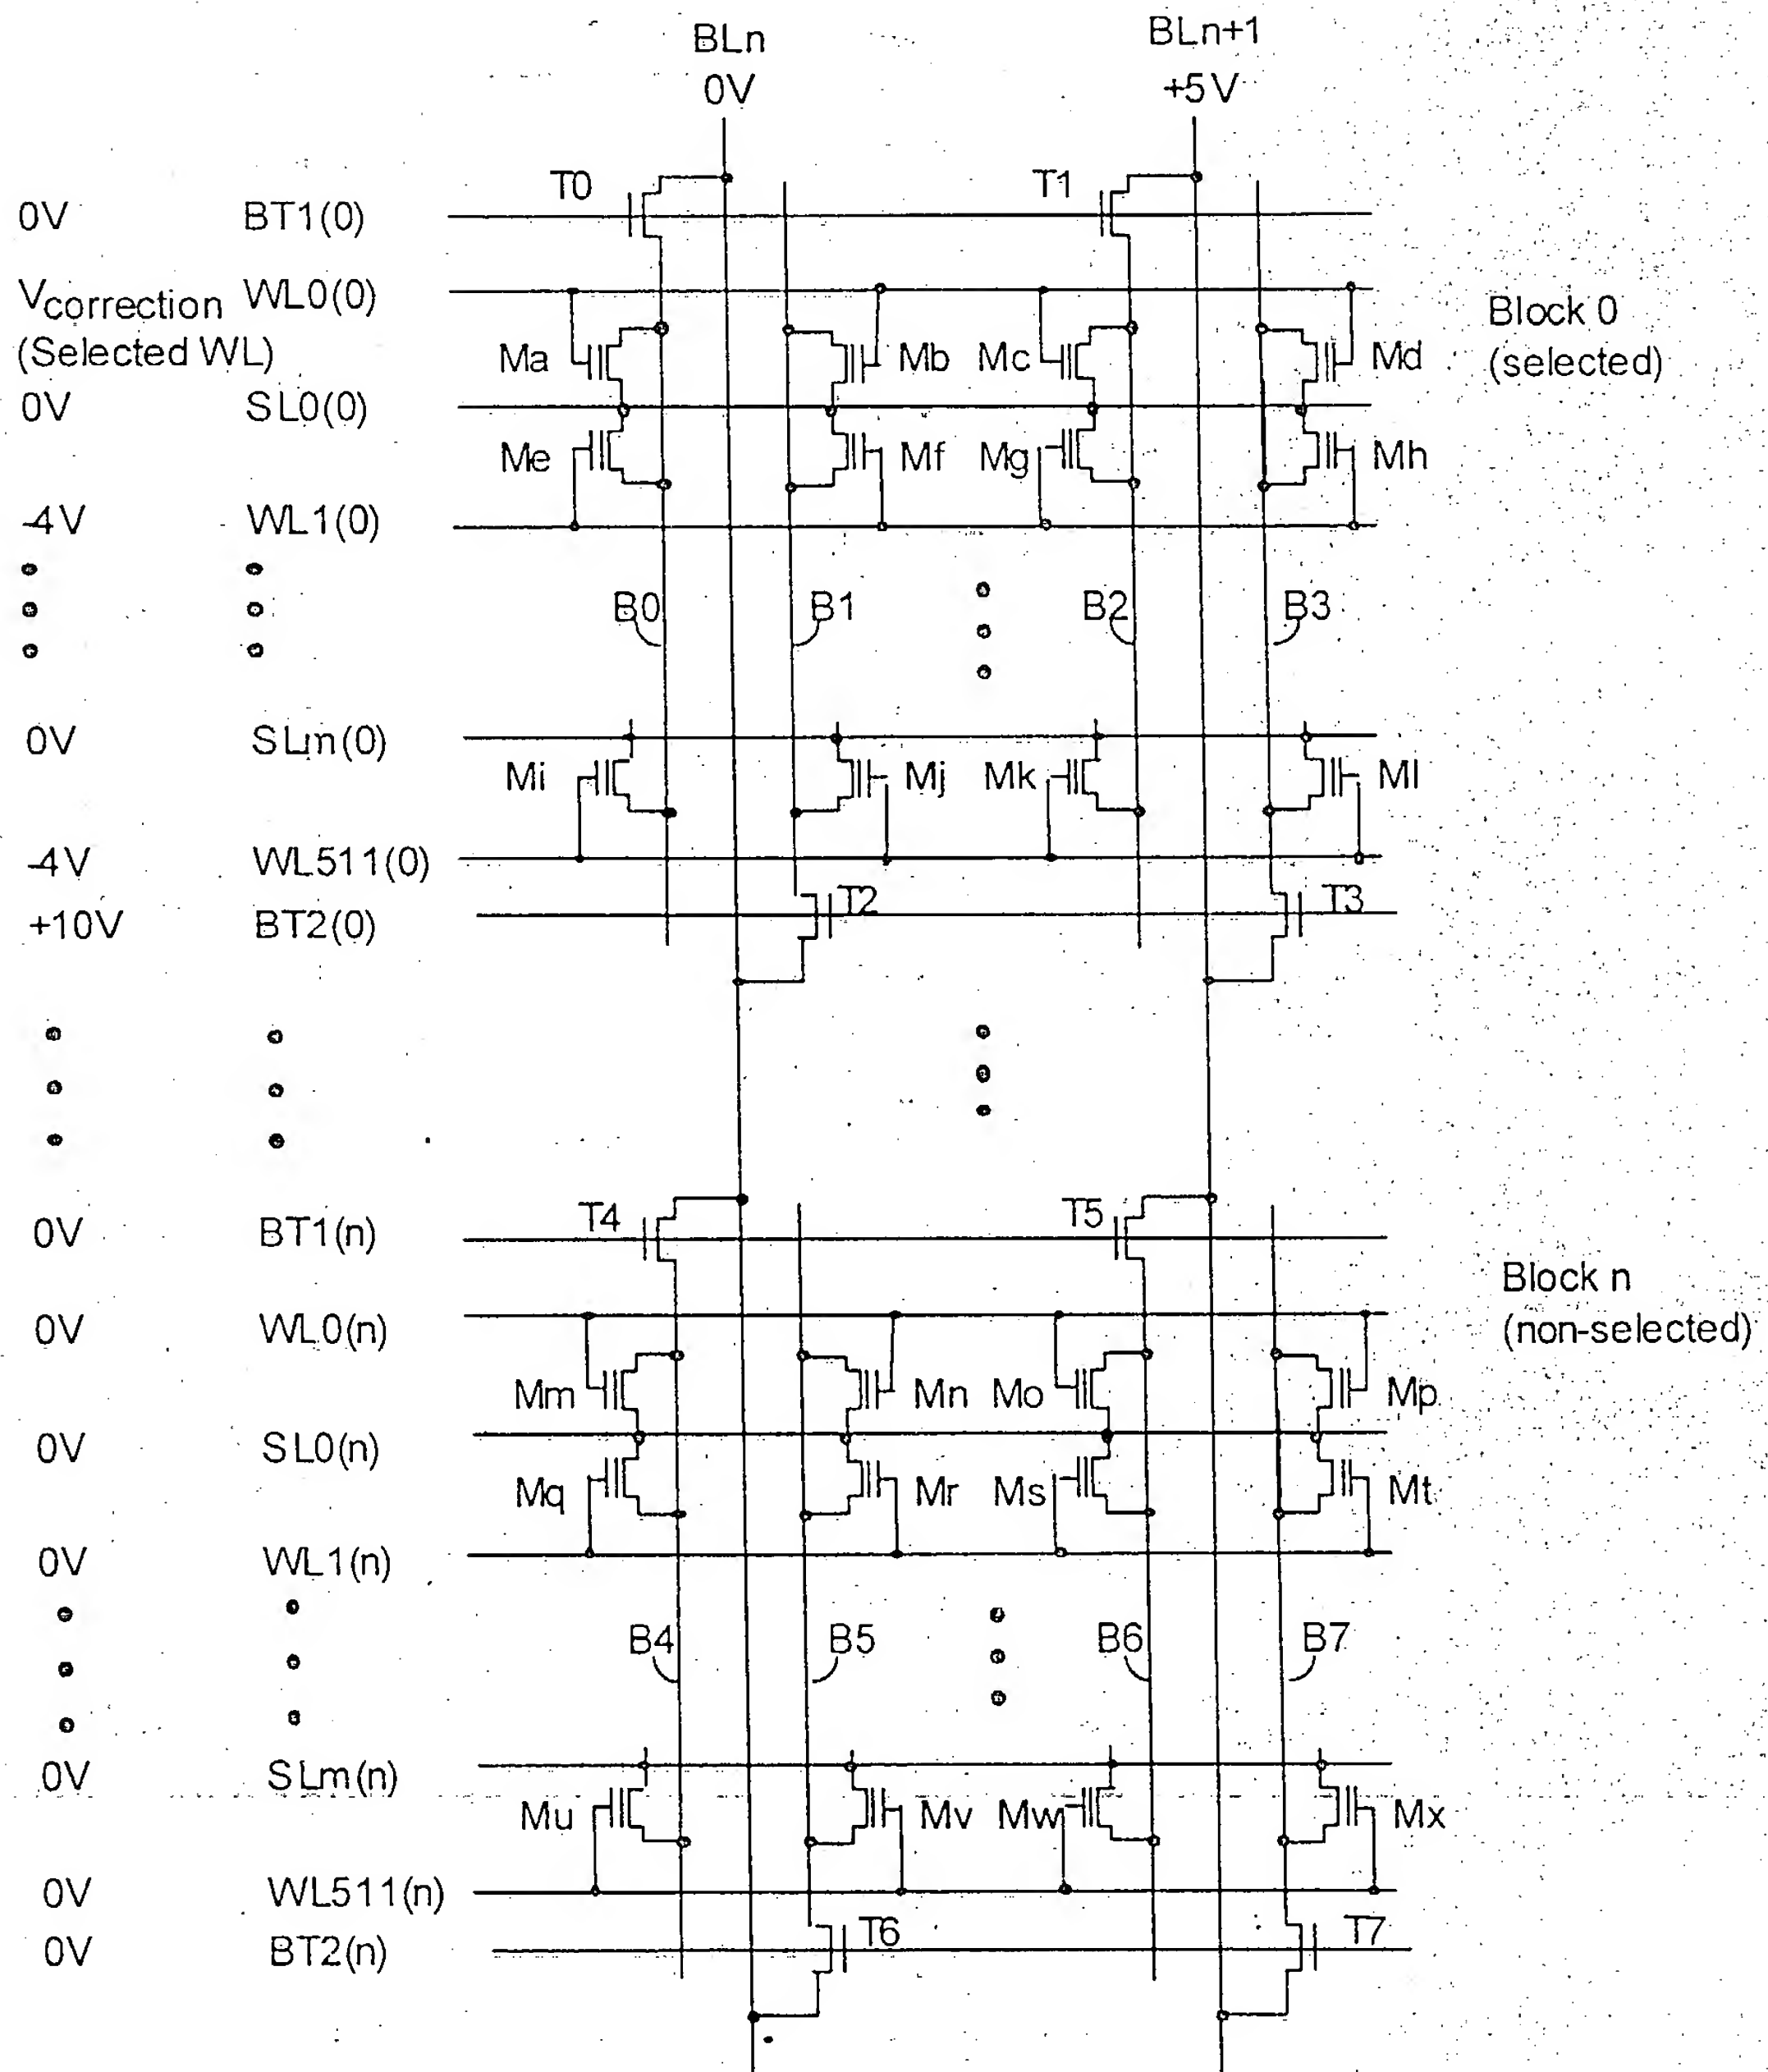 BLn BLn+1
0V +5V
T0 T1
0V BT1(0)
Vcorrection WL0(0)
(Selected WL)
Block 0
(selected)
Ma Mb Mc Md
0V SL0(0)
Me Mf Mg Mh
-4V WL1(0)
B0 B1 B2 B3
0V SLm(0)
Mi Mj Mk Ml
-4V WL511(0)
T2 T3
+10V BT2(0)
T4 T5
0V BT1(n)
Block n
(non-selected)
0V WL0(n)
Mm Mn Mo Mp
0V SL0(n)
Mq Mr Ms Mt
0V WL1(n)
B4 B5 B6 B7
0V SLm(n)
Mu Mv Mw Mx
0V WL511(n)
T6 T7
0V BT2(n)